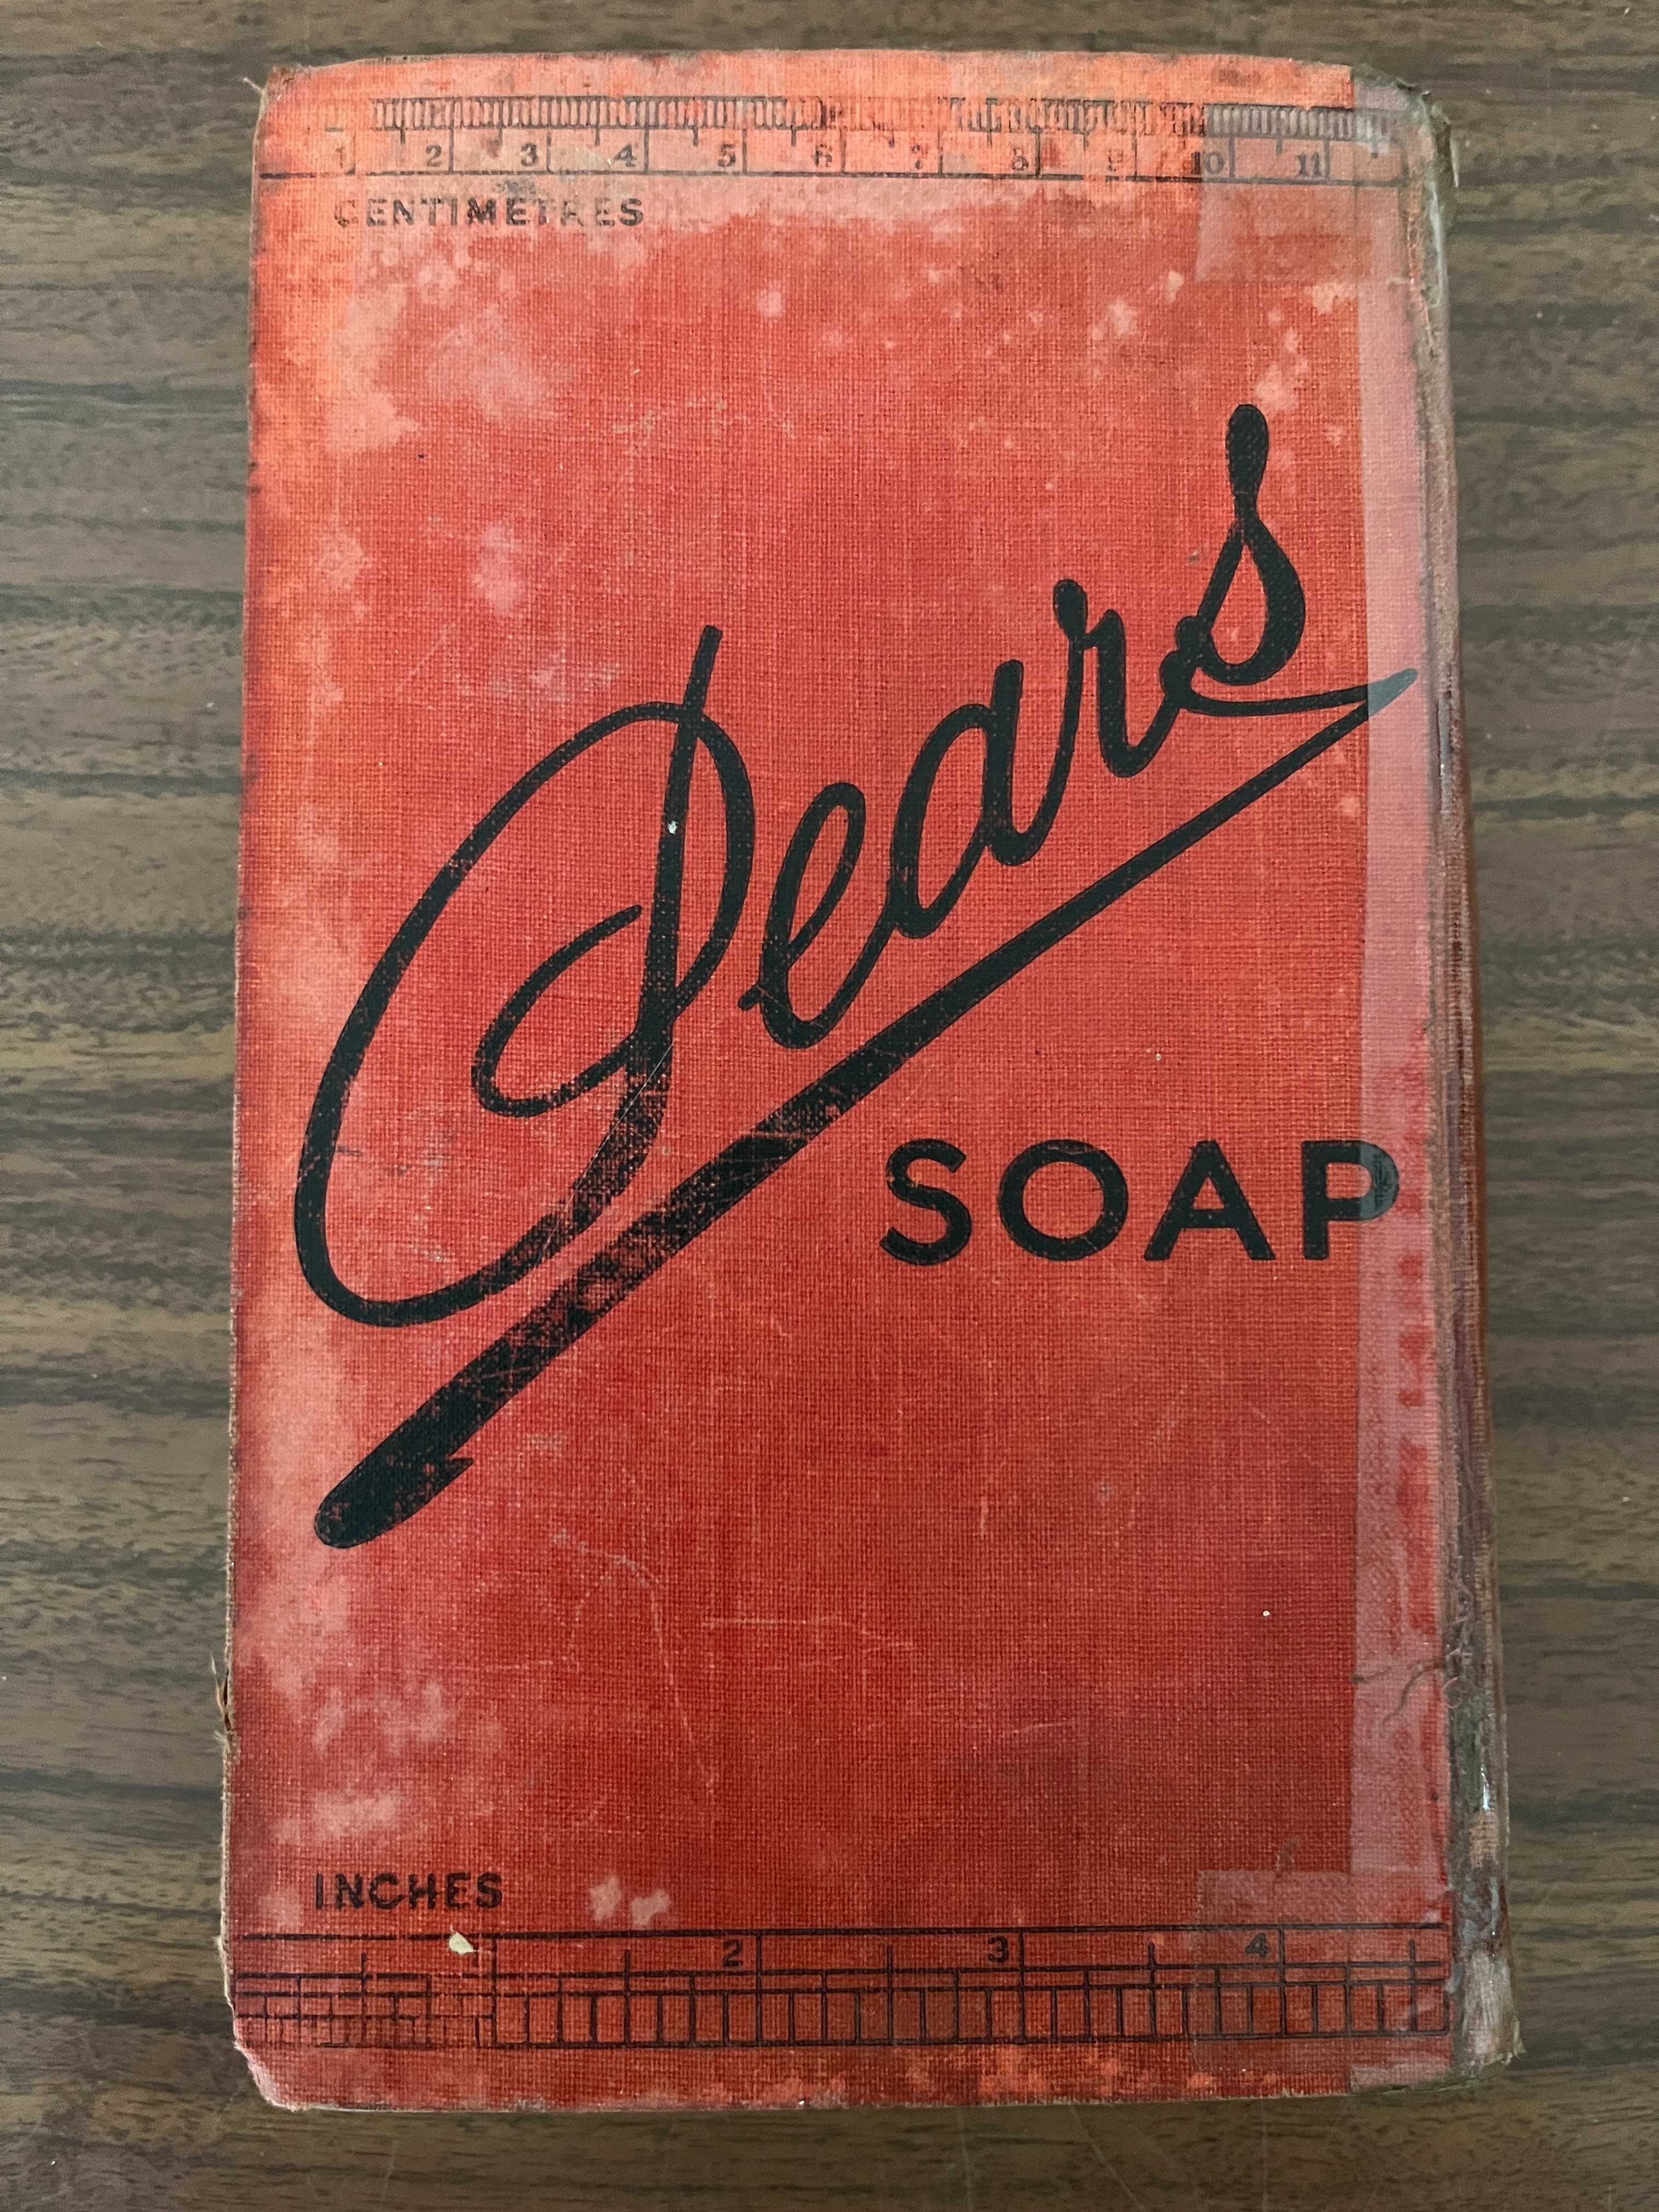 1 2 3 4 5 6 7 8 9 10 11
CENTIMETRES
Pears
SOAP
INCHES
2 3 4